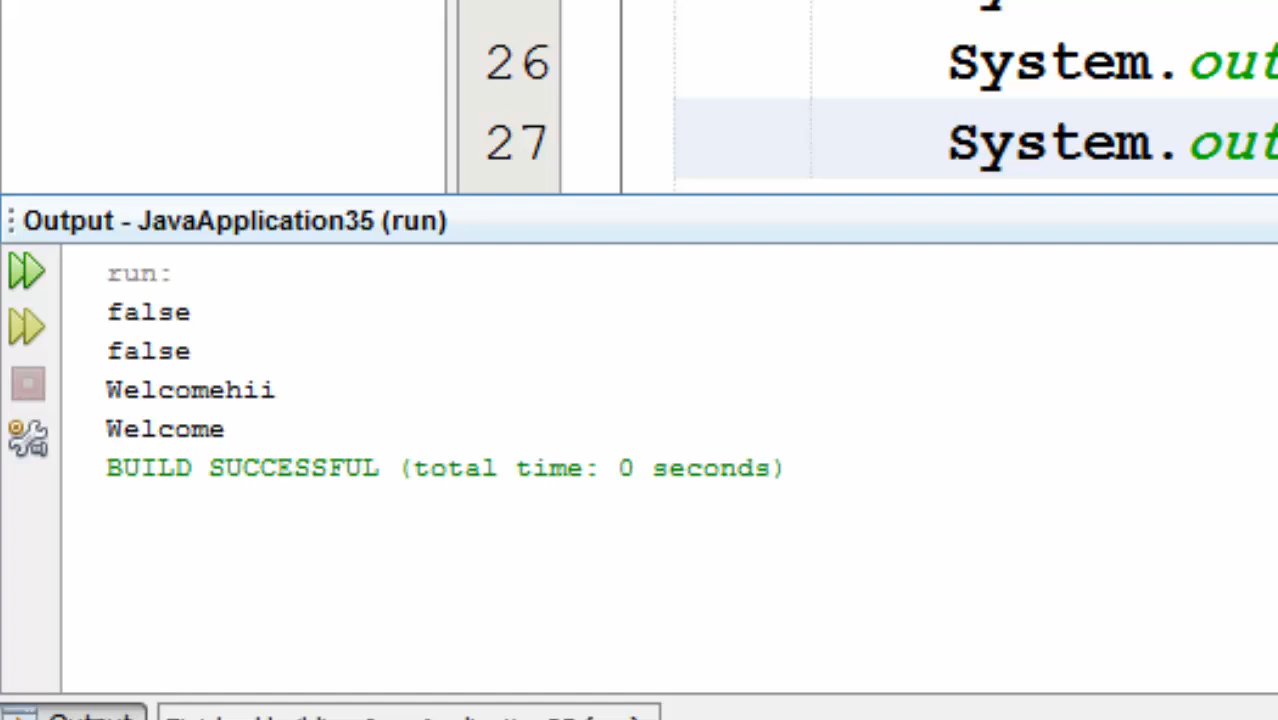 26 System.out
27 System.out
Output - JavaApplication35 (run)
run:
false
false
Welcomehii
Welcome
BUILD SUCCESSFUL (total time: 0 seconds)
Output